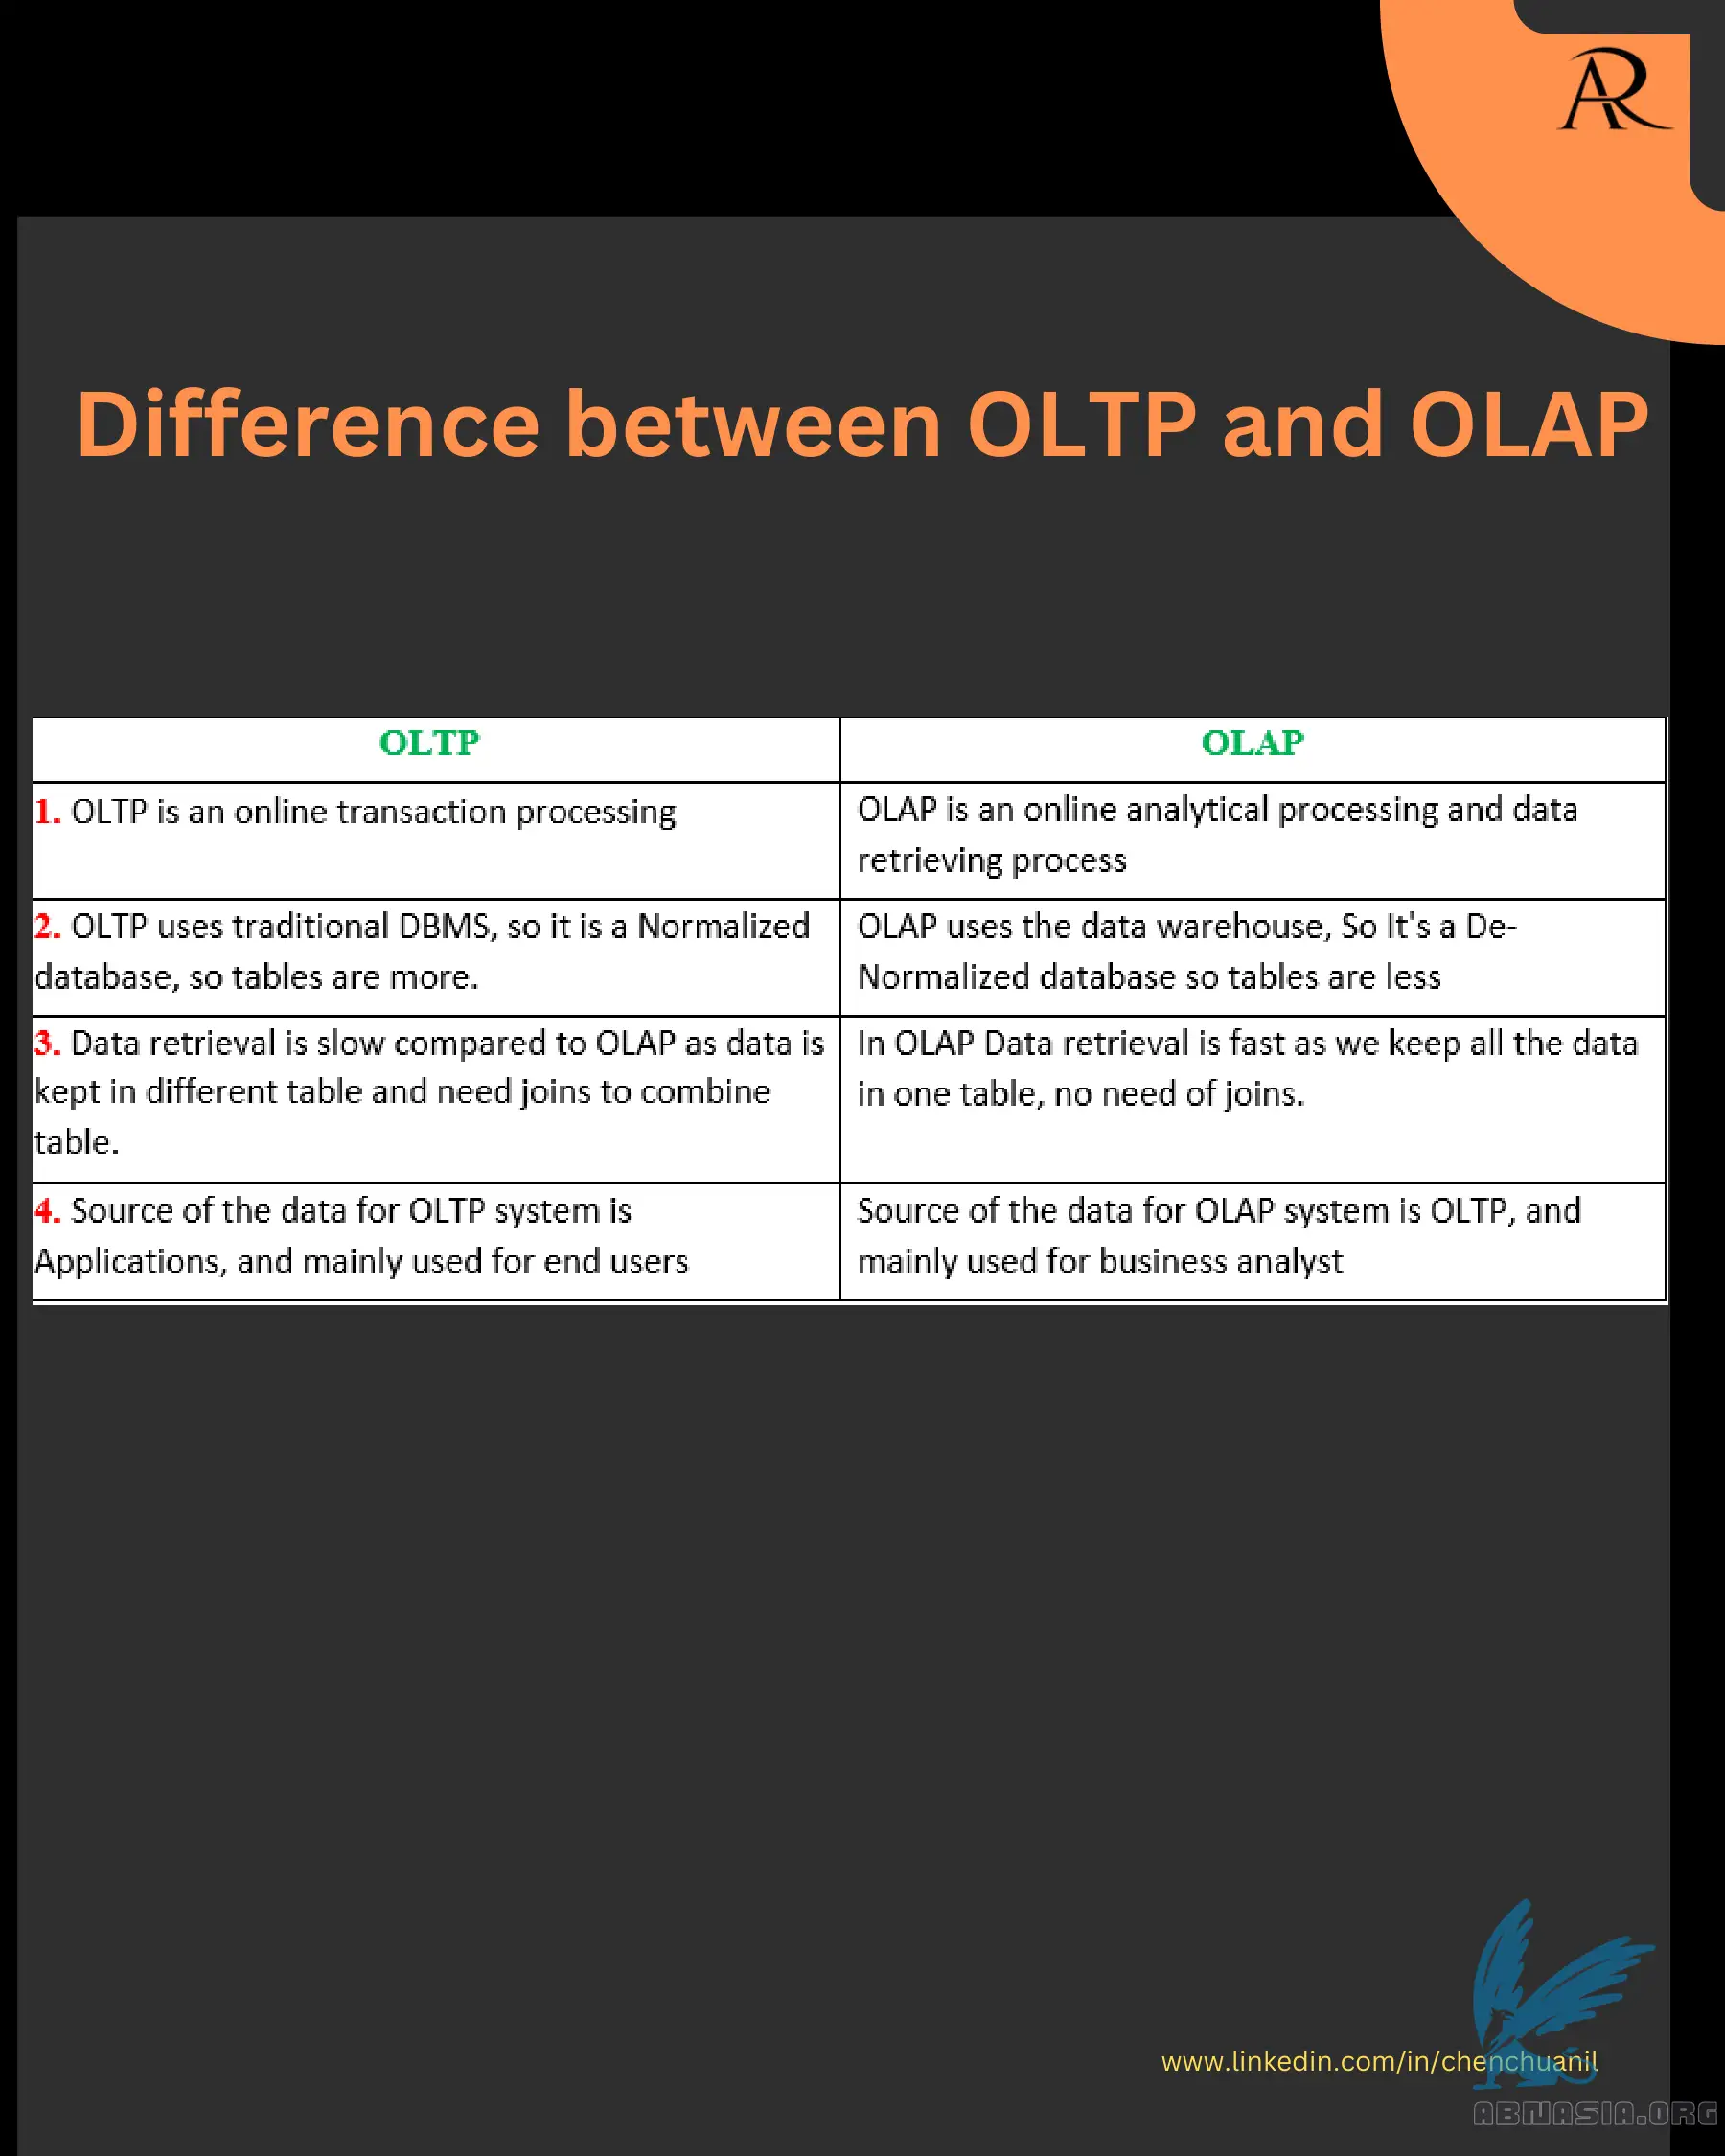 AR
Difference between OLTP and OLAP
OLTP
OLAP
1. OLTP is an online transaction processing
OLAP is an online analytical processing and data
retrieving process
2. OLTP uses traditional DBMS, so it is a Normalized
database, so tables are more.
OLAP uses the data warehouse, So It's a De-
Normalized database so tables are less
3. Data retrieval is slow compared to OLAP as data is
kept in different table and need joins to combine
table.
In OLAP Data retrieval is fast as we keep all the data
in one table, no need of joins.
4. Source of the data for OLTP system is
Applications, and mainly used for end users
Source of the data for OLAP system is OLTP, and
mainly used for business analyst
www.linkedin.com/in/chenchuanil
ABNASIA.ORG